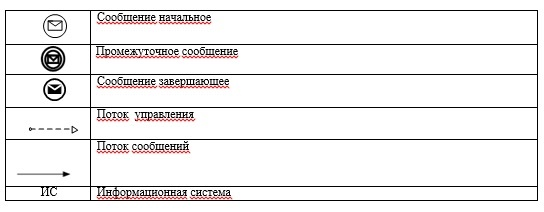 Сообщение начальное
Промежуточное сообщение
Сообщение завершающее
Поток управления
Поток сообщений
ИС Информационная система